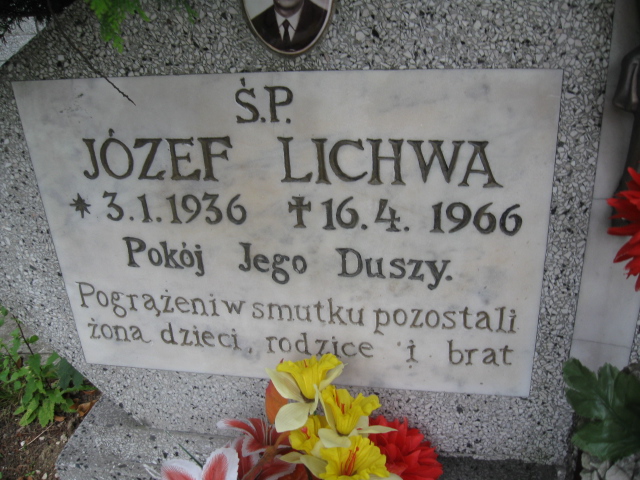 Ś.P.
JÓZEF LICHWA
* 3.1.1936 ✝ 16.4.1966
Pokój Jego Duszy.
Pogrążeni w smutku pozostali
żona dzieci, rodzice i brat